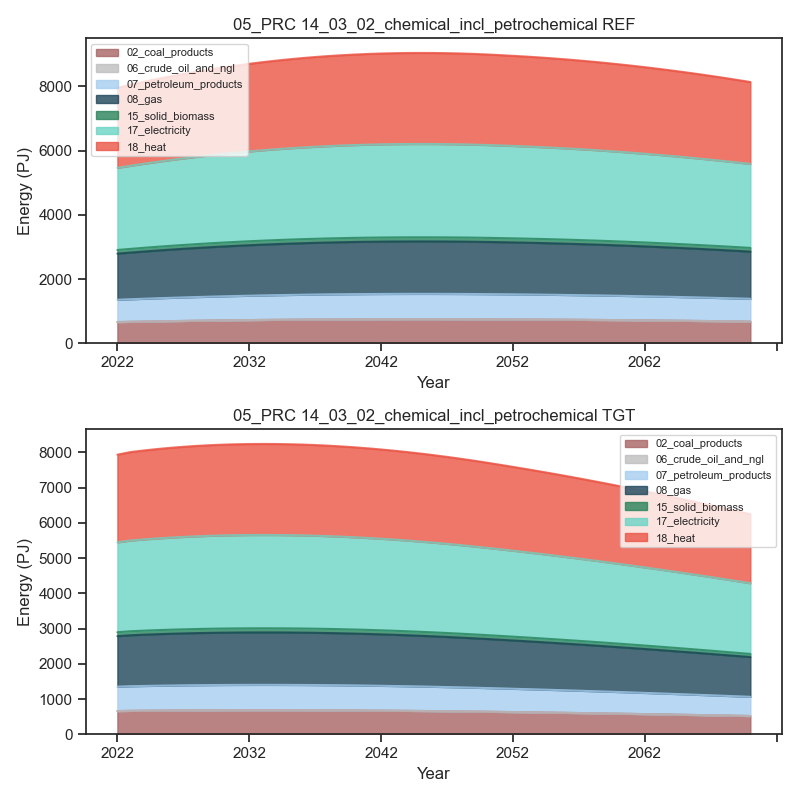 05_PRC 14_03_02_chemical_incl_petrochemical REF
02_coal_products
06_crude_oil_and_ngl
07_petroleum_products
08_gas
15_solid_biomass
17_electricity
18_heat
Energy (PJ)
8000
6000
4000
2000
0
2022 2032 2042 2052 2062
Year
05_PRC 14_03_02_chemical_incl_petrochemical TGT
02_coal_products
06_crude_oil_and_ngl
07_petroleum_products
08_gas
15_solid_biomass
17_electricity
18_heat
Energy (PJ)
8000
7000
6000
5000
4000
3000
2000
1000
0
2022 2032 2042 2052 2062
Year